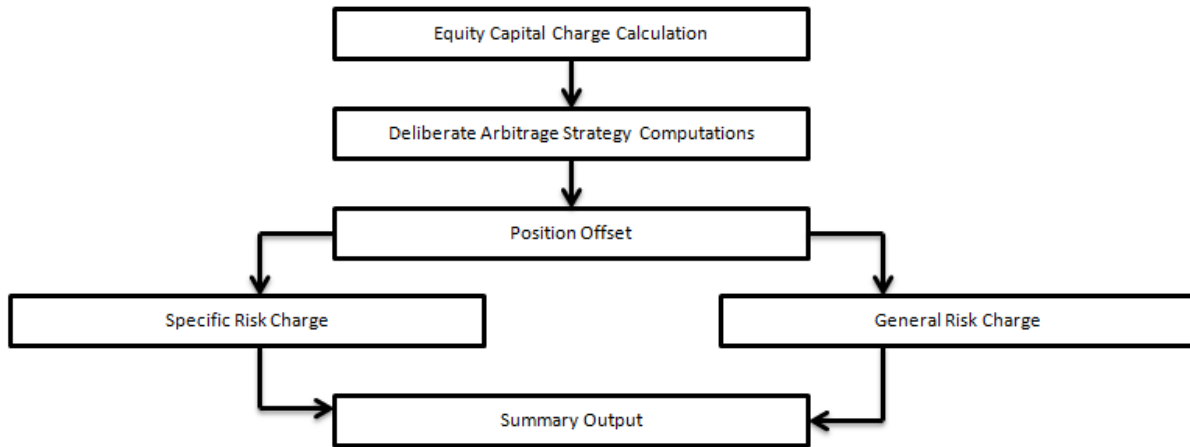 Equity Capital Charge Calculation
Deliberate Arbitrage Strategy Computations
Position Offset
Specific Risk Charge
General Risk Charge
Summary Output